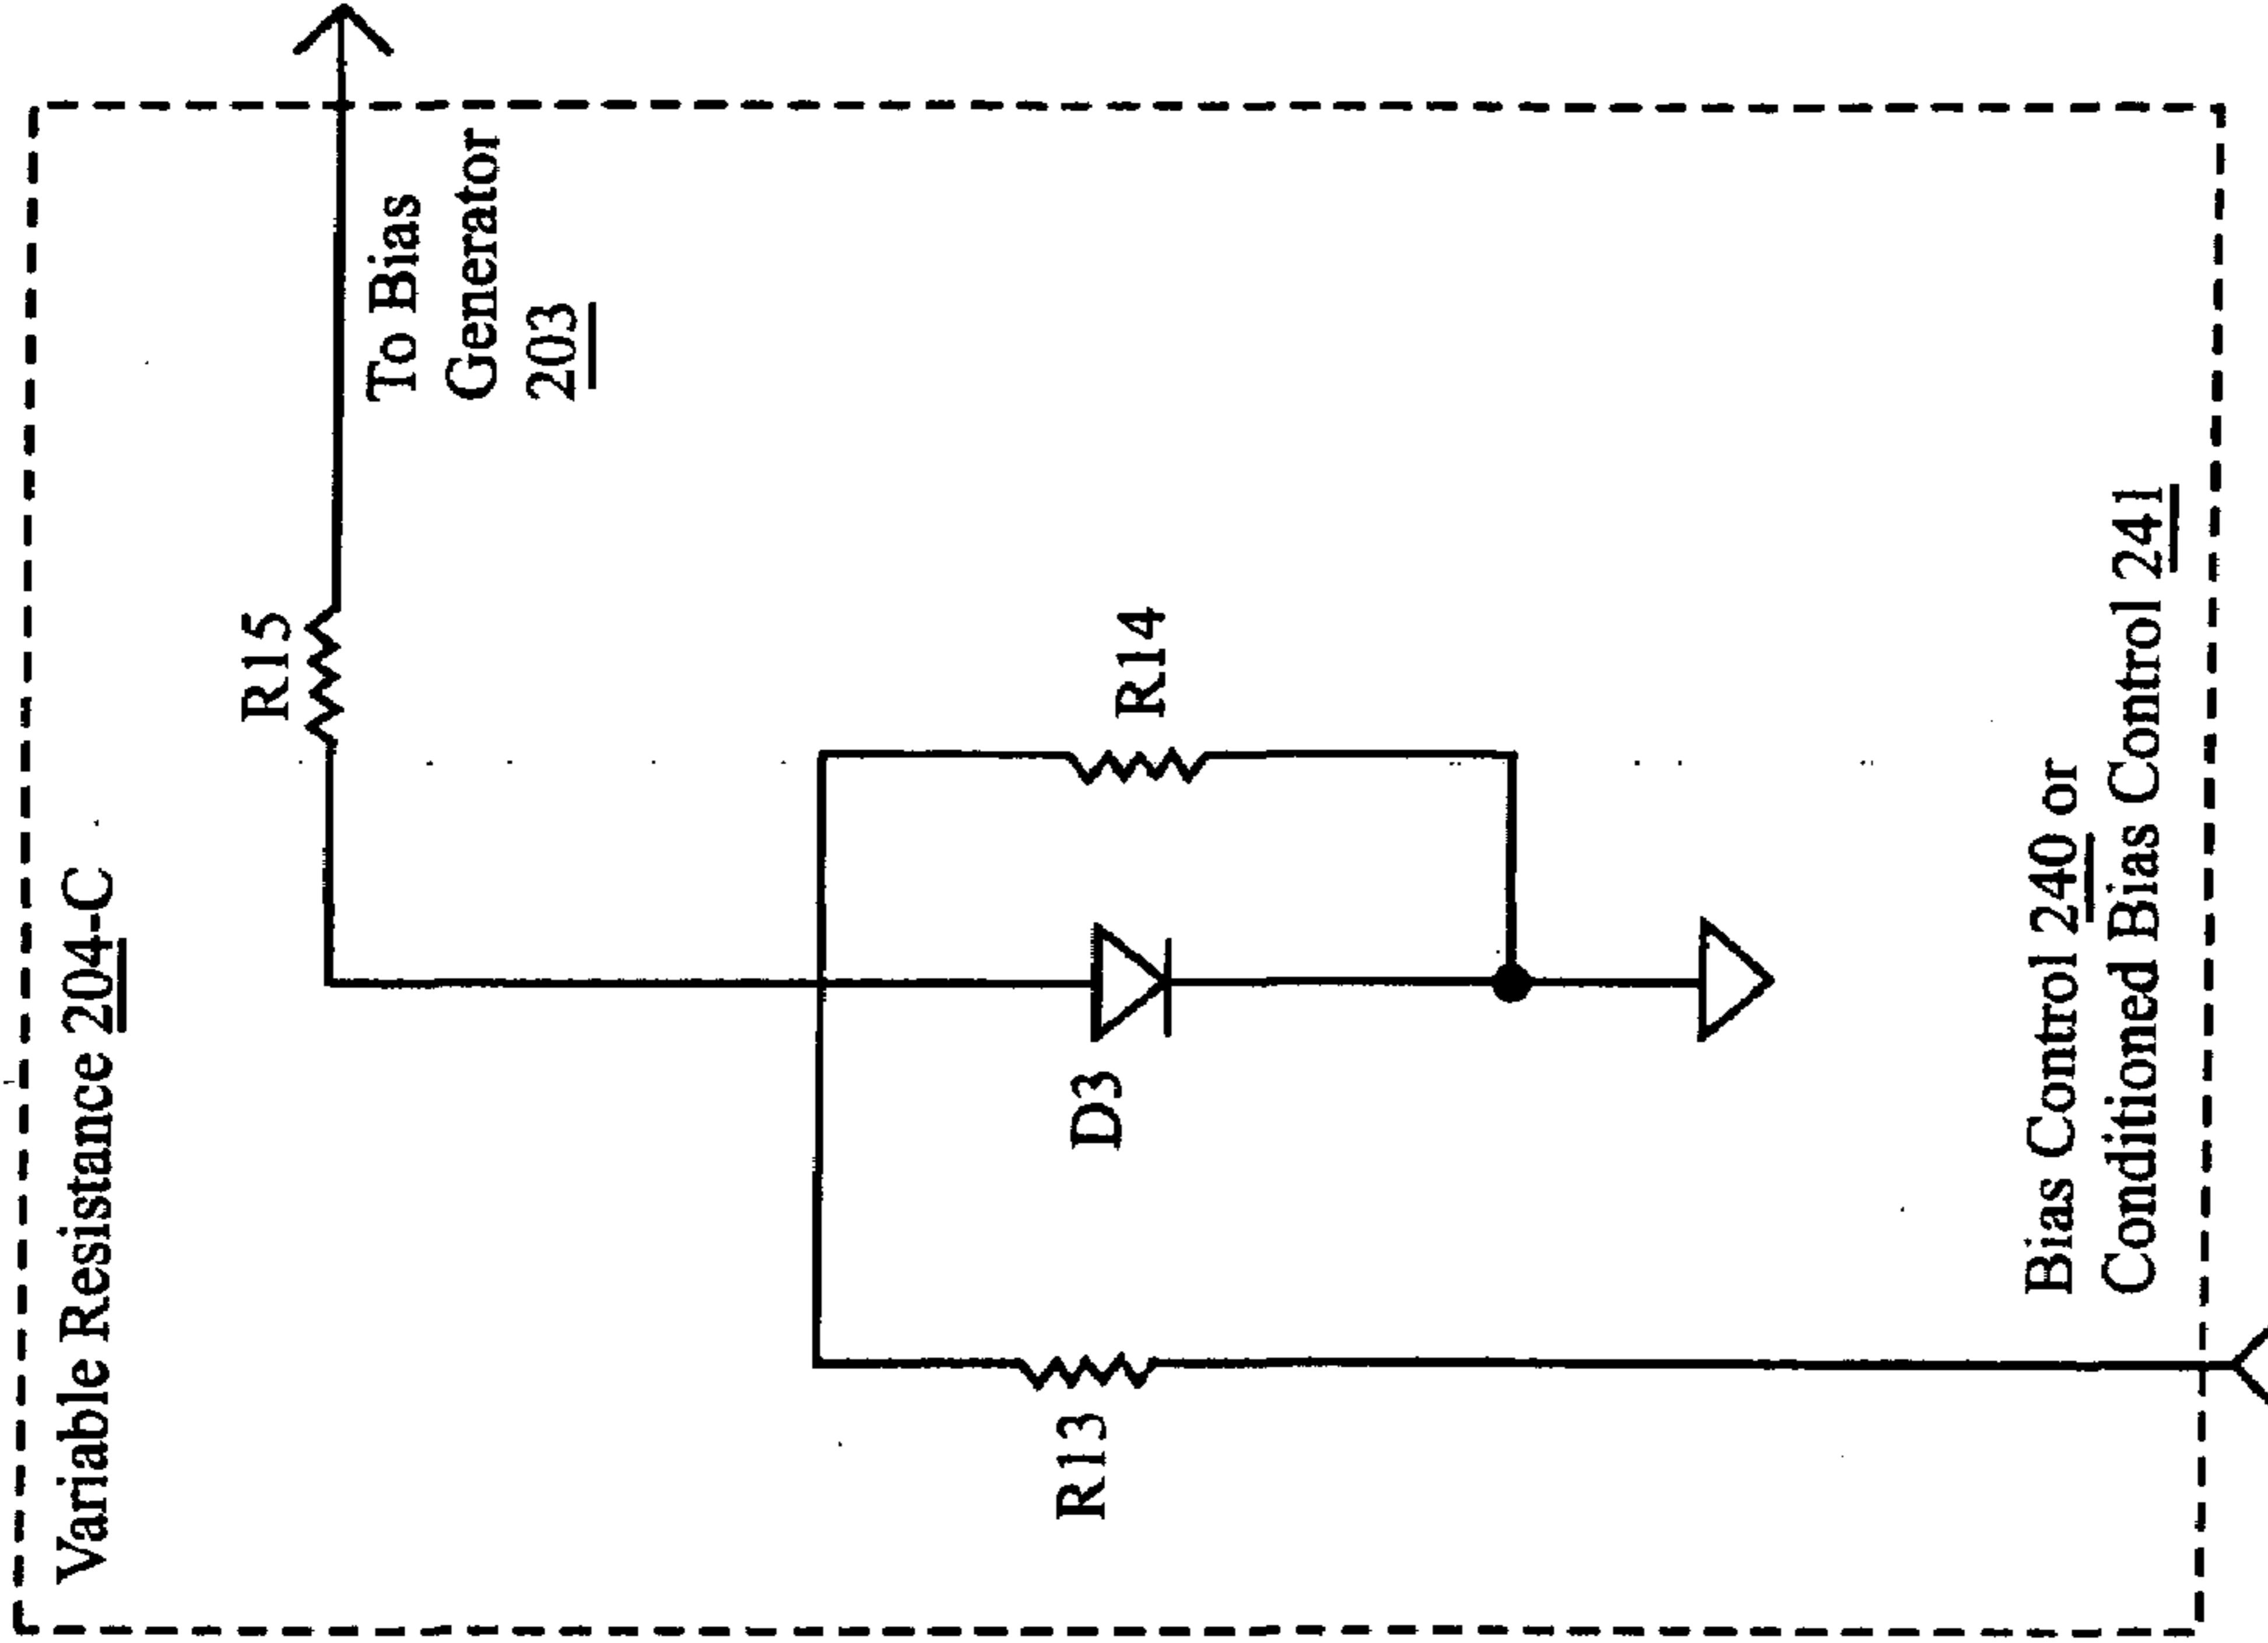 Variable Resistance 204-C
R15
To Bias
Generator
203
R14
D3
R13
Bias Control 240 or
Conditioned Bias Control 241